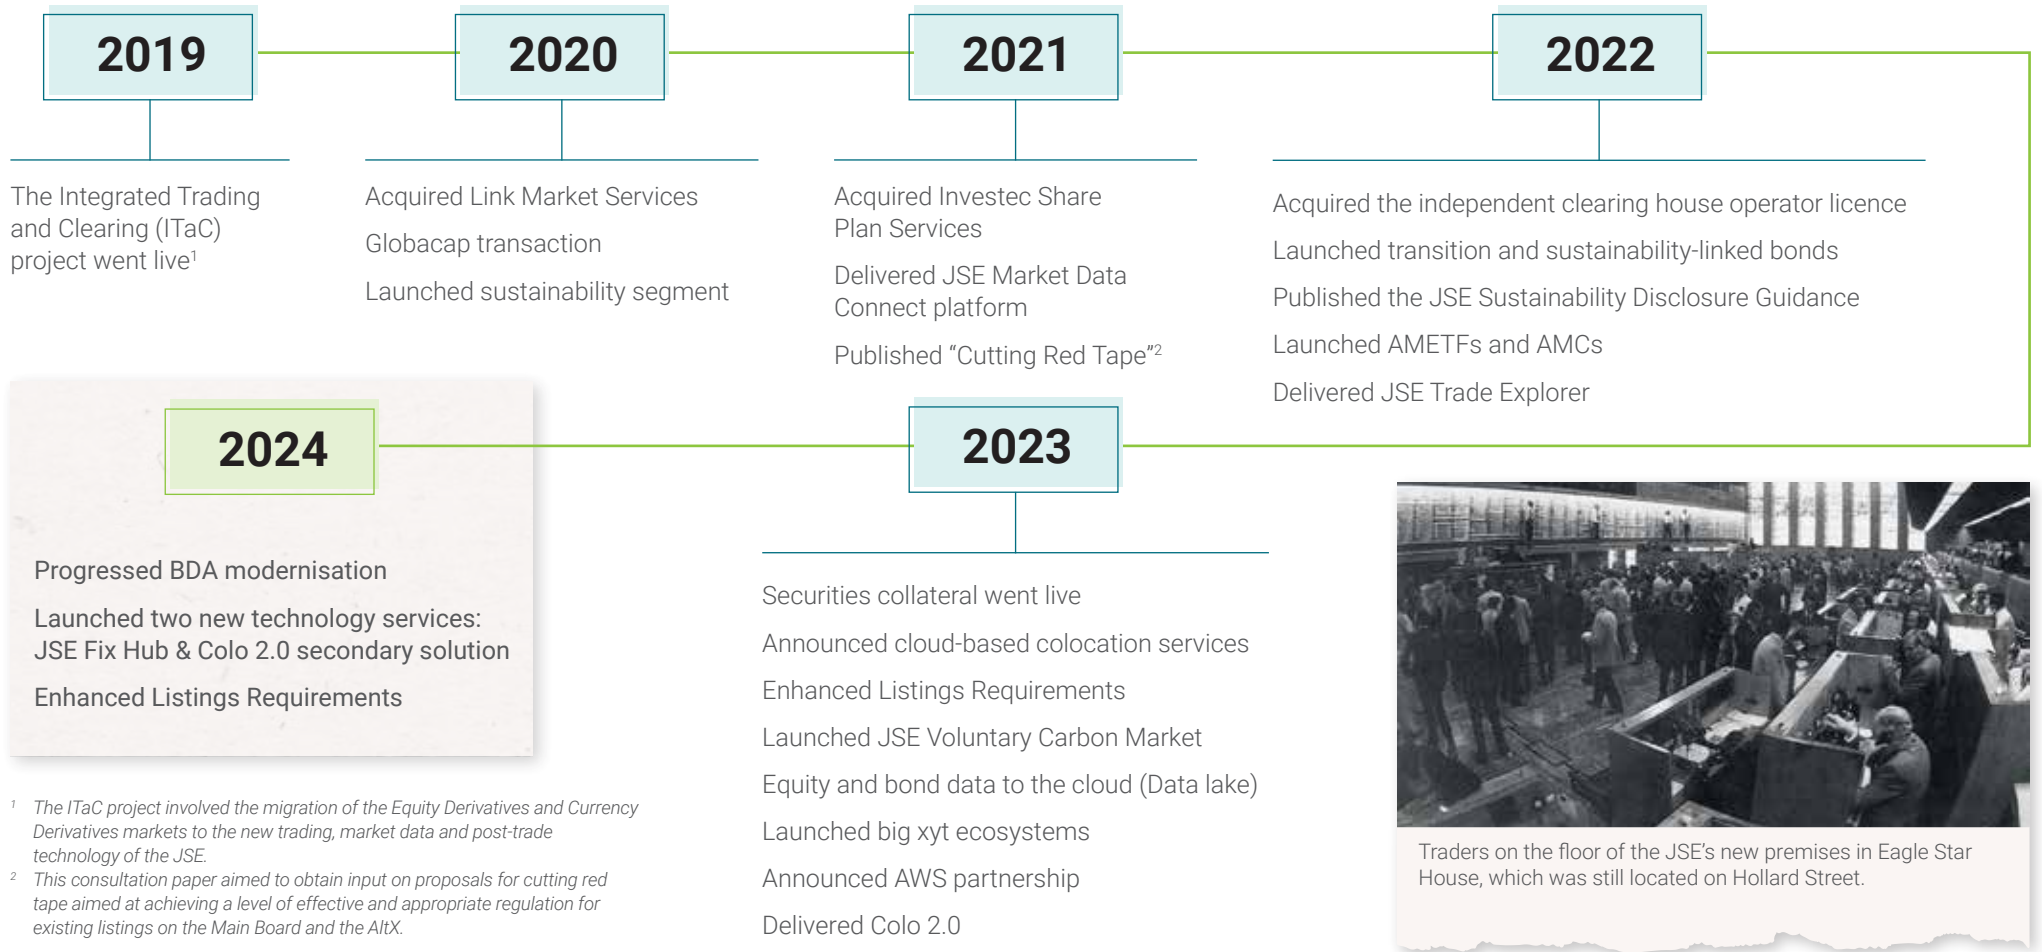 2019
The Integrated Trading
and Clearing (ITaC)
project went live¹
2020
Acquired Link Market Services
Globacap transaction
Launched sustainability segment
2021
Acquired Investec Share
Plan Services
Delivered JSE Market Data
Connect platform
Published “Cutting Red Tape”²
2022
Acquired the independent clearing house operator licence
Launched transition and sustainability-linked bonds
Published the JSE Sustainability Disclosure Guidance
Launched AMETFs and AMCs
Delivered JSE Trade Explorer
2023
Securities collateral went live
Announced cloud-based colocation services
Enhanced Listings Requirements
Launched JSE Voluntary Carbon Market
Equity and bond data to the cloud (Data lake)
Launched big xyt ecosystems
Announced AWS partnership
Delivered Colo 2.0
2024
Progressed BDA modernisation
Launched two new technology services:
JSE Fix Hub & Colo 2.0 secondary solution
Enhanced Listings Requirements
¹ The ITaC project involved the migration of the Equity Derivatives and Currency
Derivatives markets to the new trading, market data and post-trade
technology of the JSE.
² This consultation paper aimed to obtain input on proposals for cutting red
tape aimed at achieving a level of effective and appropriate regulation for
existing listings on the Main Board and the AltX.
Traders on the floor of the JSE’s new premises in Eagle Star
House, which was still located on Hollard Street.